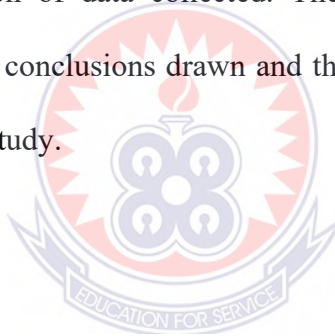 of data collected. The
conclusions drawn and th
tudy.
EDUCATION FOR SERVICE